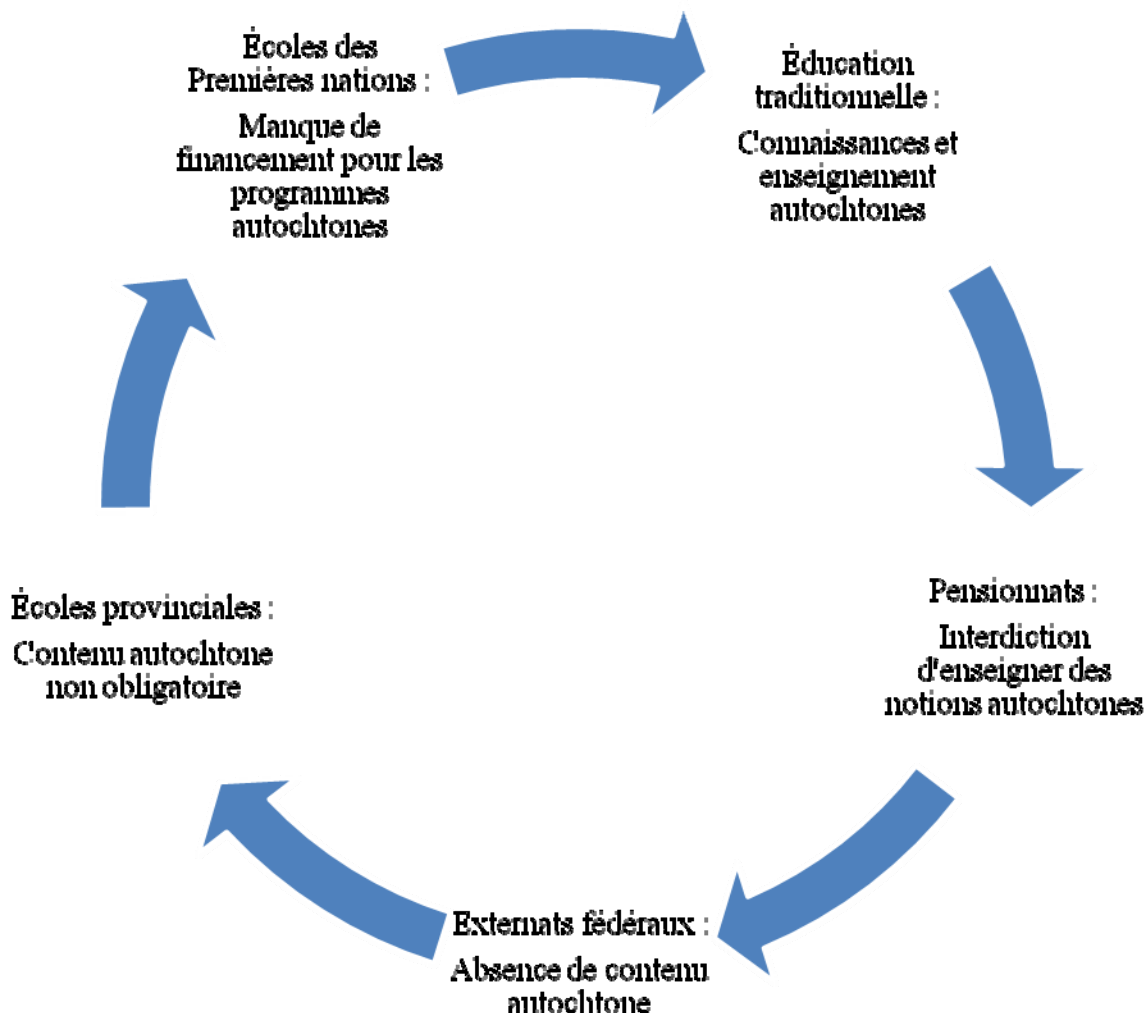 Écoles des
Premières nations :
Manque de
financement pour les
programmes
autochtones
Éducation
traditionnelle :
Connaissances et
enseignement
autochtones
Pensionnats :
Interdiction
d'enseigner des
notions autochtones
Externats fédéraux :
Absence de contenu
autochtone
Écoles provinciales :
Contenu autochtone
non obligatoire